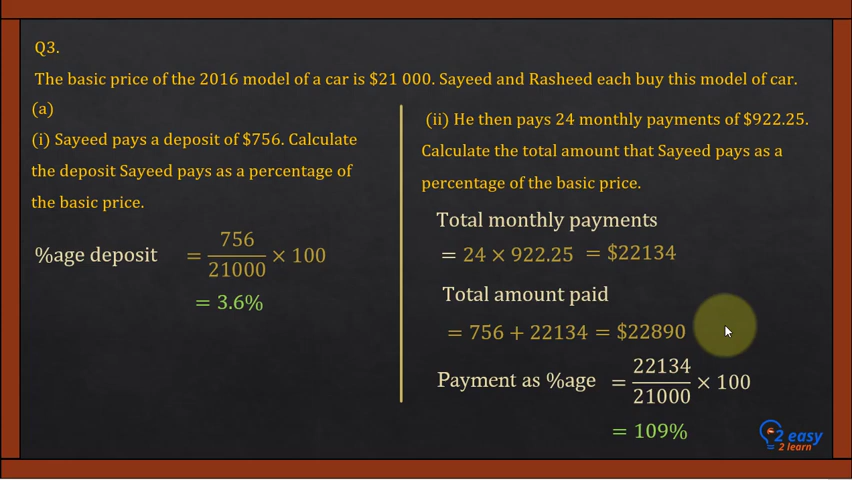 Q3.
The basic price of the 2016 model of a car is $21 000. Sayeed and Rasheed each buy this model of car.
(a)
(i) Sayeed pays a deposit of $756. Calculate
the deposit Sayeed pays as a percentage of
the basic price.
%age deposit = 756/21000 × 100
= 3.6%
(ii) He then pays 24 monthly payments of $922.25.
Calculate the total amount that Sayeed pays as a
percentage of the basic price.
Total monthly payments
= 24 × 922.25 = $22134
Total amount paid
= 756 + 22134 = $22890
Payment as %age = 22134/21000 × 100
= 109%
2 easy
2 learn